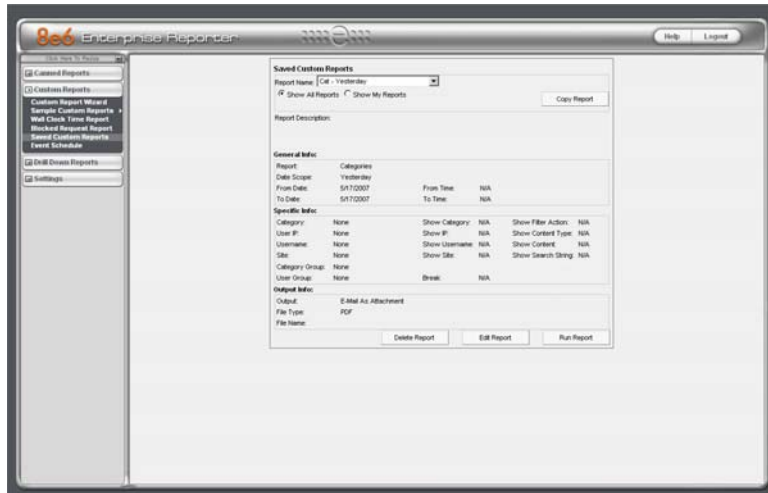 8e6 Enterprise Reporter
Help
Logout
Click Here To Pause
Canned Reports
Custom Reports
Custom Report Wizard
Sample Custom Reports
Wall Clock Time Report
Blocked Request Report
Saved Custom Reports
Event Schedule
Drill Down Reports
Settings
Saved Custom Reports
Report Name: Cat - Yesterday
Show All Reports Show My Reports
Copy Report
Report Description:
General Info:
Report: Categories
Date Scope: Yesterday
From Date: 5/17/2007 From Time: N/A
To Date: 5/17/2007 To Time: N/A
Specific Info:
Category: None Show Category: N/A Show Filter Action: N/A
User IP: None Show IP: N/A Show Content Type: N/A
Username: None Show Username: N/A Show Content: N/A
Site: None Show Site: N/A Show Search String: N/A
Category Group: None
User Group: None Break: N/A
Output Info:
Output: E-Mail As Attachment
File Type: PDF
File Name:
Delete Report Edit Report Run Report